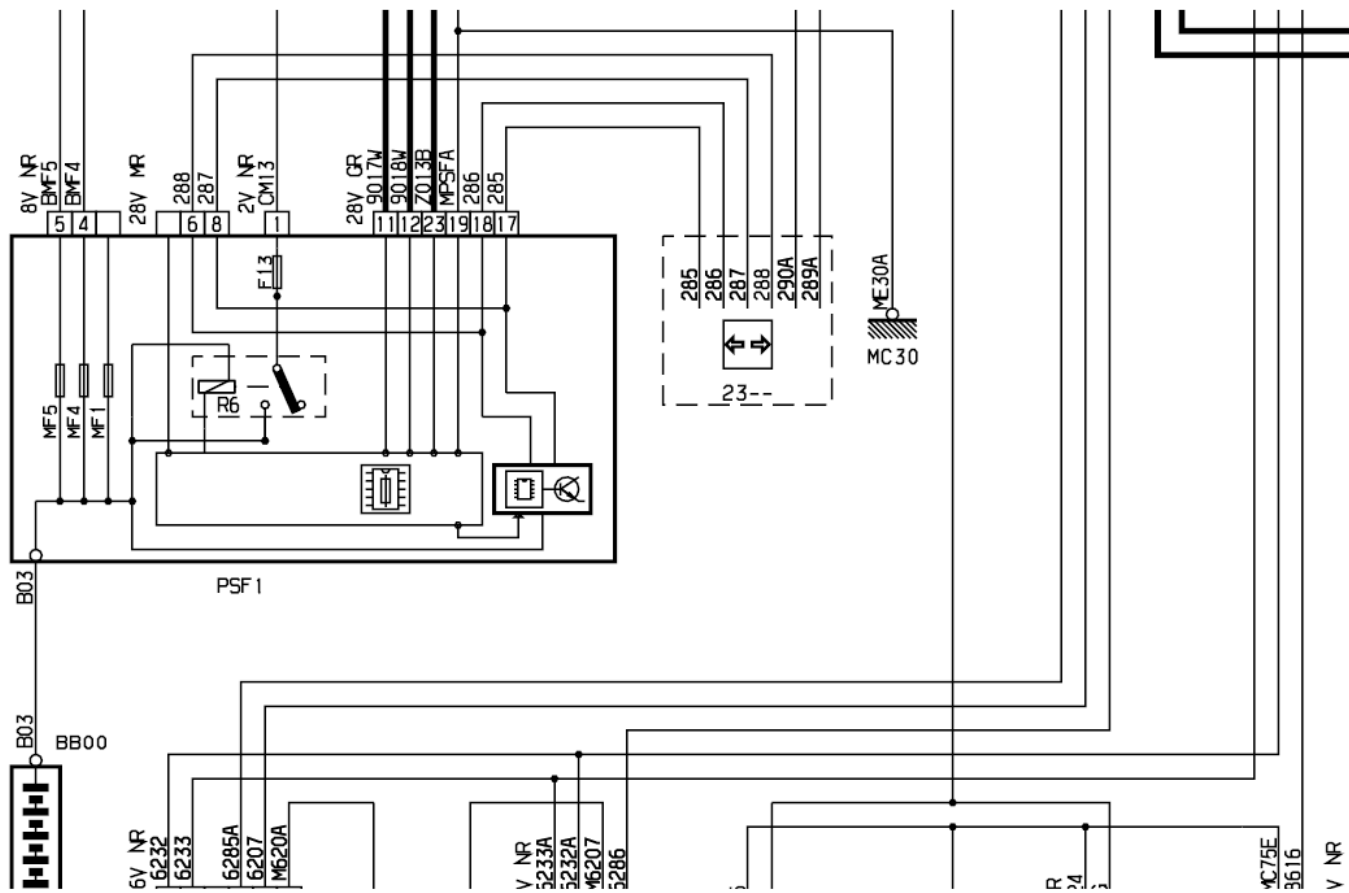 8V NR
BMF5
BMF4
28V MR
288
287
2V NR
CM13
28V GR
9017W
9018W
Z013B
MPSFA
286
285
5 4 6 8 1 11 12 23 19 18 17
F13
285
286
287
288
290A
289A
ME30A
MC30
R6
23--
MF5
MF4
MF1
B03
PSF1
B03
BB00
6V NR
6232
6233
6285A
6207
M620A
V NR
6233A
6232A
M6207
6286
R
24
MC75E
B616
V NR